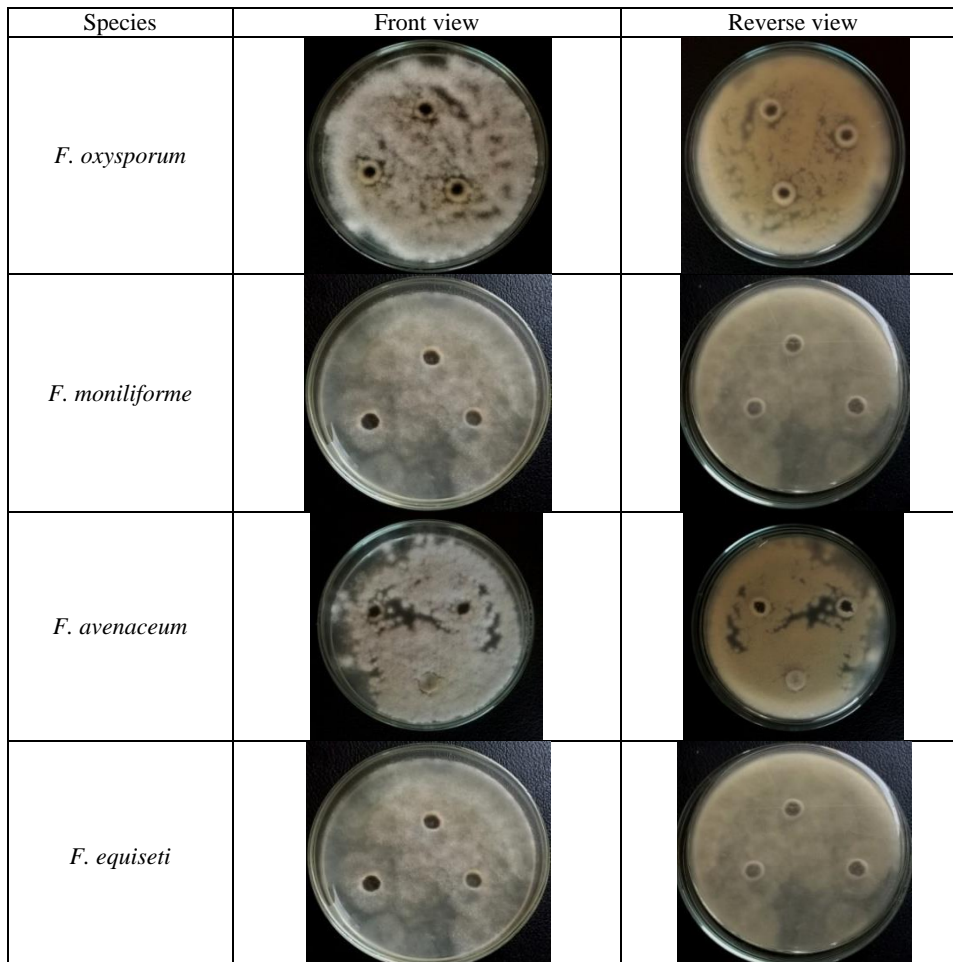 Species Front view Reverse view
F. oxysporum
F. moniliforme
F. avenaceum
F. equiseti